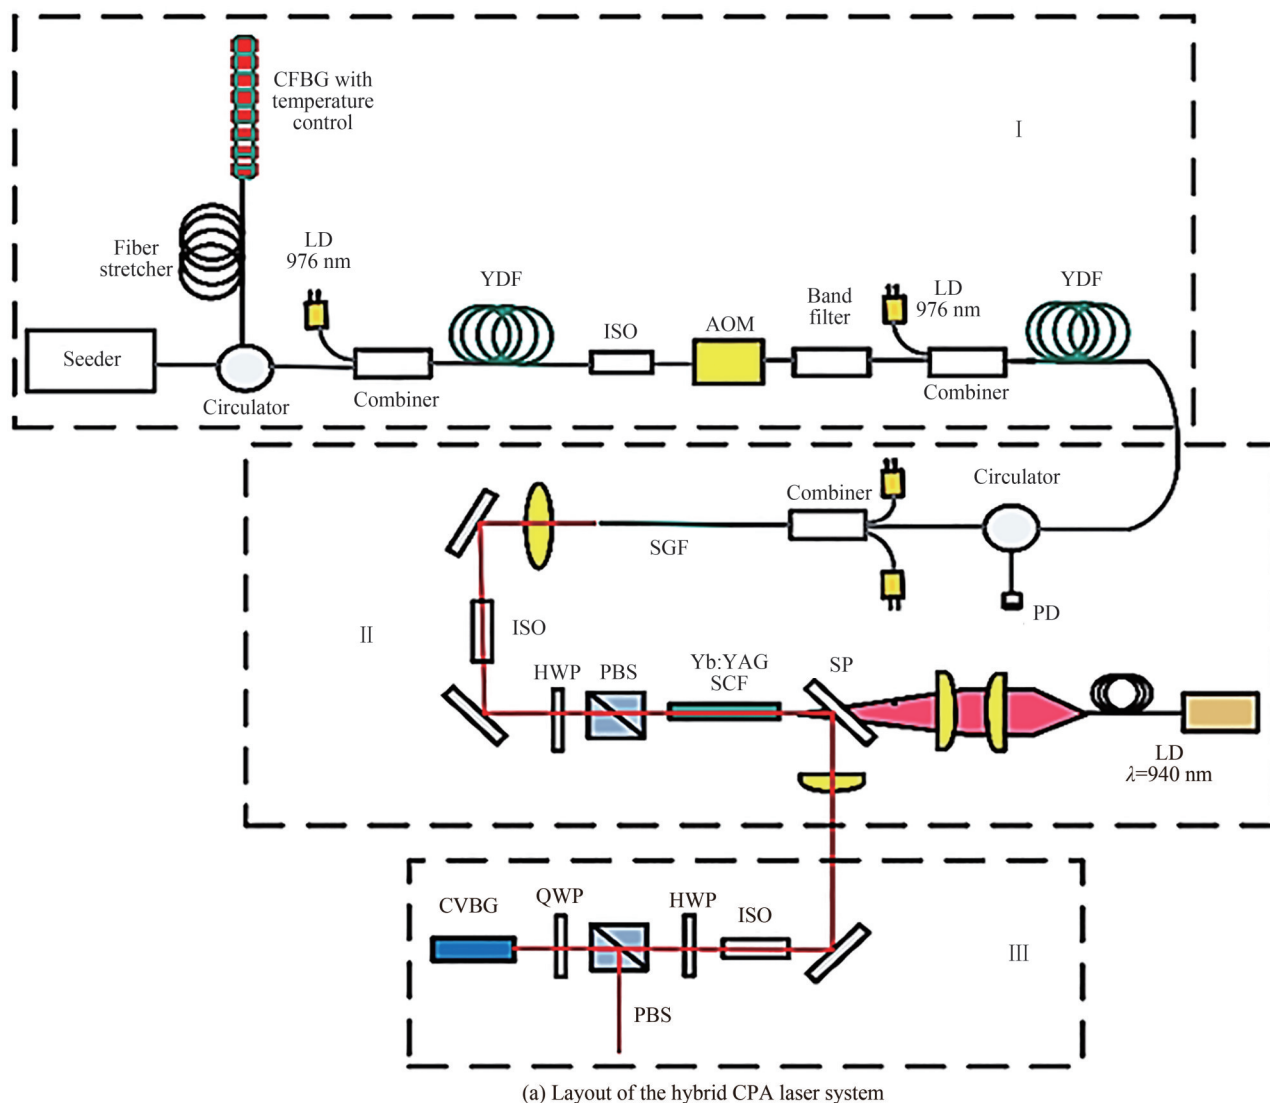 CFBG with
temperature
control
Ⅰ
Fiber
stretcher
LD
976 nm
YDF
ISO
AOM
Band
filter
LD
976 nm
YDF
Seeder
Circulator
Combiner
Combiner
Combiner
Circulator
SGF
PD
Ⅱ
ISO
HWP
PBS
Yb:YAG
SCF
SP
LD
λ=940 nm
CVBG
QWP
HWP
ISO
Ⅲ
PBS
(a) Layout of the hybrid CPA laser system